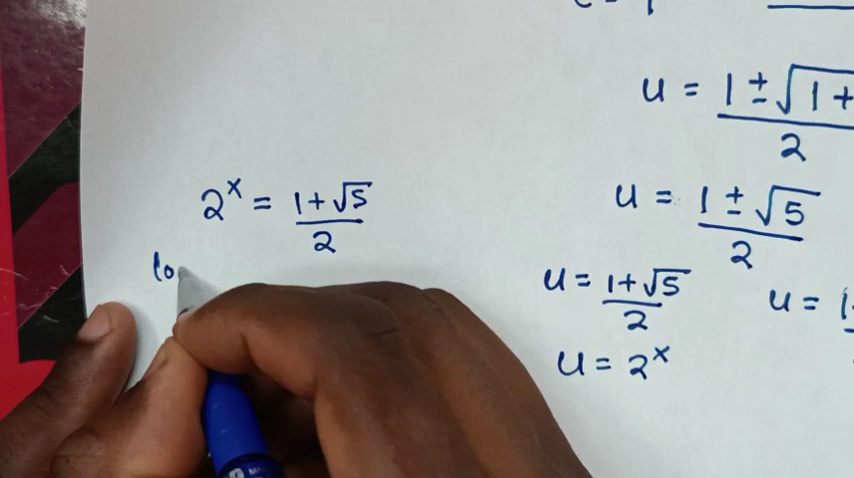 2^x = (1+√5)/2
lo
u = (1±√1+)/2
u = (1±√5)/2
u = (1+√5)/2 u =
u = 2^x